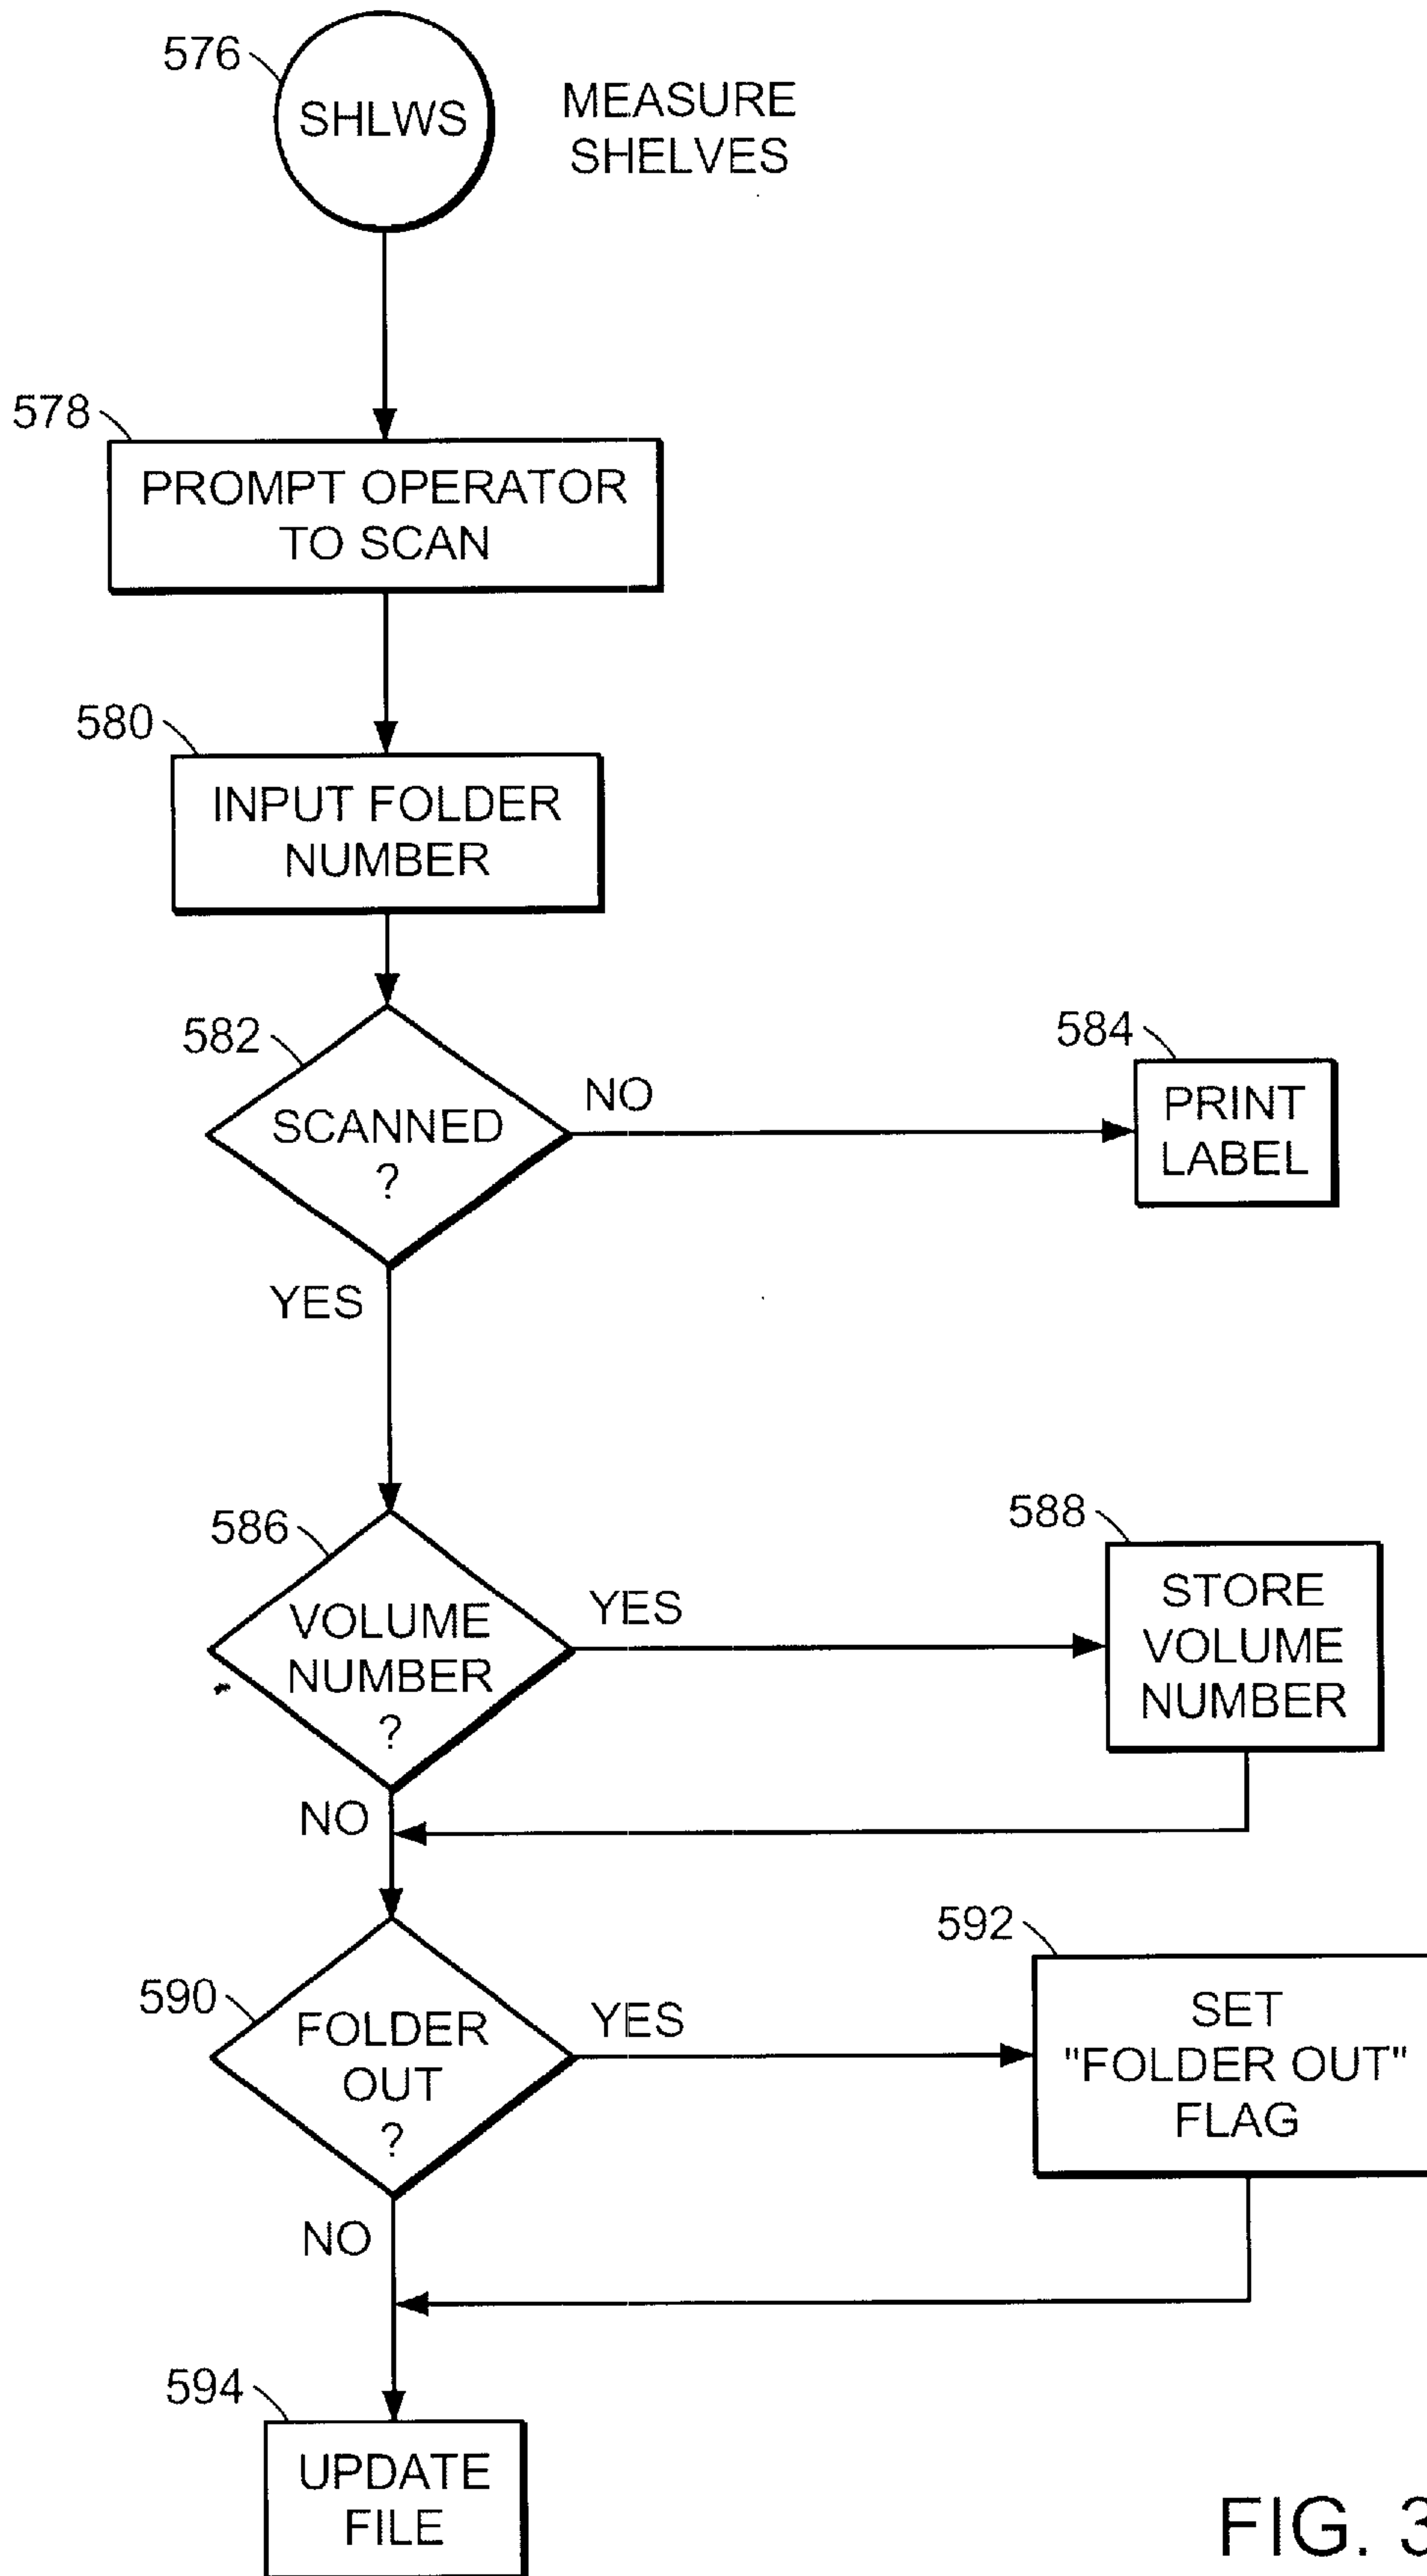 576
SHLWS
MEASURE
SHELVES
578
PROMPT OPERATOR
TO SCAN
580
INPUT FOLDER
NUMBER
582
SCANNED
?
NO
584
PRINT
LABEL
YES
586
VOLUME
NUMBER
?
YES
588
STORE
VOLUME
NUMBER
NO
590
FOLDER
OUT
?
YES
592
SET
"FOLDER OUT"
FLAG
NO
594
UPDATE
FILE
FIG. 3